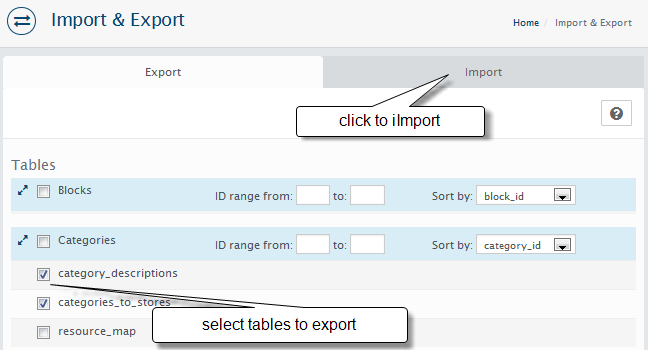 Import & Export
Home / Import & Export
Export Import
click to iImport
?
Tables
Blocks ID range from: to: Sort by: block_id
Categories ID range from: to: Sort by: category_id
category_descriptions
categories_to_stores
select tables to export
resource_map